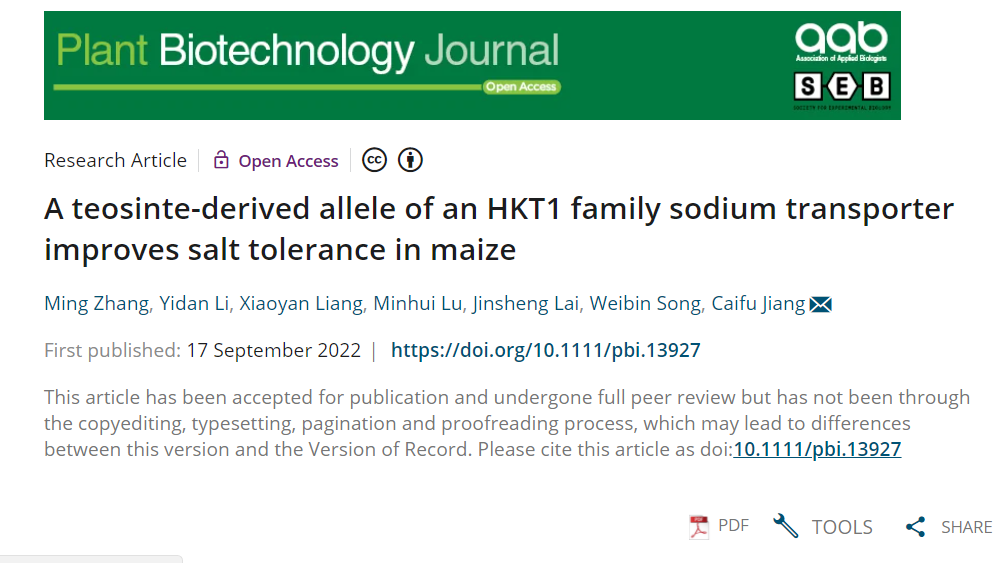 Plant Biotechnology Journal
Open Access
aab
Association of Applied Biologists
SEB
SOCIETY FOR EXPERIMENTAL BIOLOGY
Research Article
Open Access
cc
A teosinte-derived allele of an HKT1 family sodium transporter
improves salt tolerance in maize
Ming Zhang, Yidan Li, Xiaoyan Liang, Minhui Lu, Jinsheng Lai, Weibin Song, Caifu Jiang
First published: 17 September 2022 | https://doi.org/10.1111/pbi.13927
This article has been accepted for publication and undergone full peer review but has not been through
the copyediting, typesetting, pagination and proofreading process, which may lead to differences
between this version and the Version of Record. Please cite this article as doi:10.1111/pbi.13927
PDF
PDF
TOOLS
SHARE